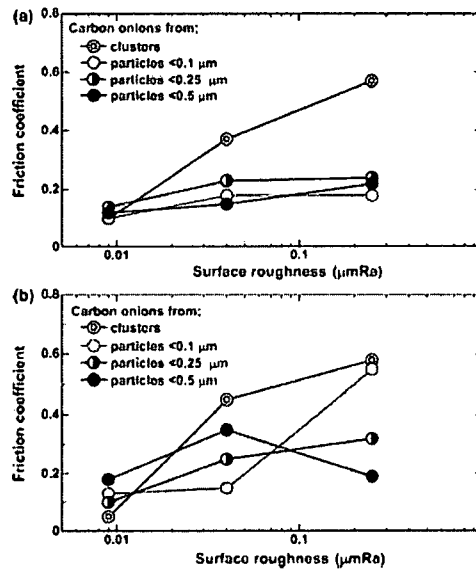 (a)
0.8
Carbon onions from;
clusters
particles <0.1 μm
particles <0.25 μm
particles <0.5 μm
0.6
0.4
0.2
0
Friction coefficient
0.01
0.1
Surface roughness (μmRa)
(b)
0.8
Carbon onions from;
clusters
particles <0.1 μm
particles <0.25 μm
particles <0.5 μm
0.6
0.4
0.2
0
Friction coefficient
0.01
0.1
Surface roughness (μmRa)